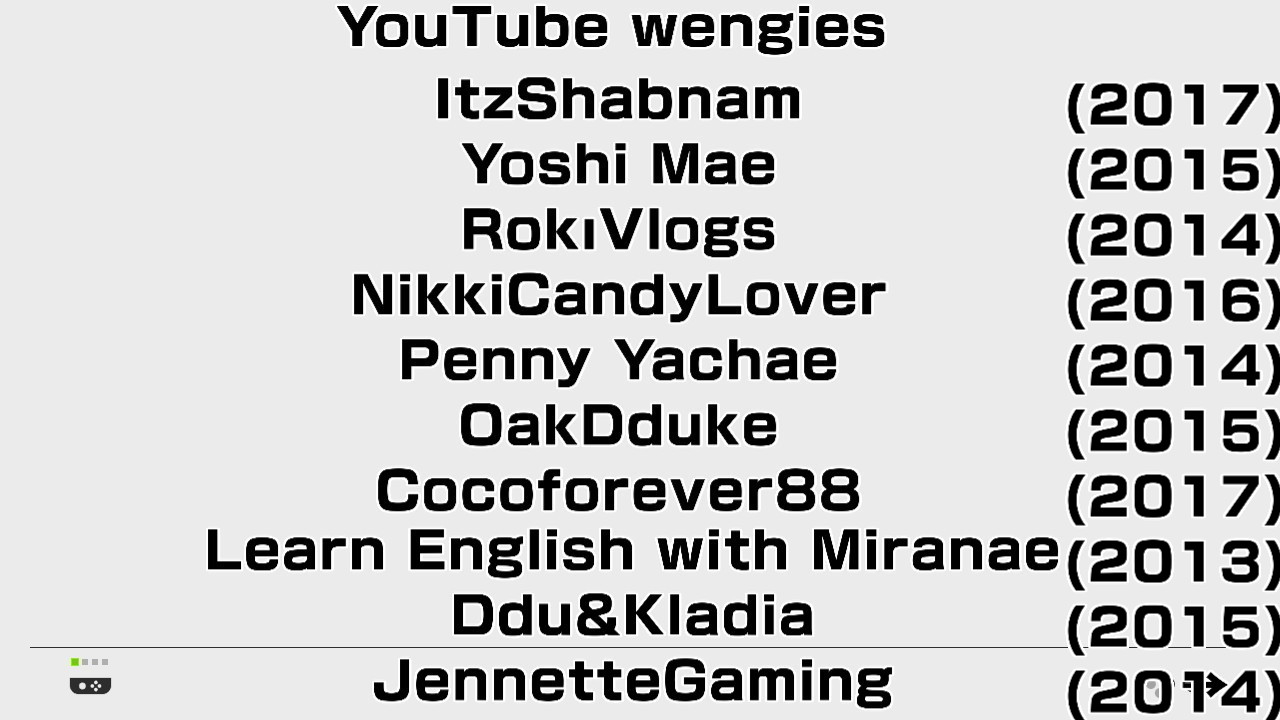 YouTube wengies
ItzShabnam (2017)
Yoshi Mae (2015)
RokıVlogs (2014)
NikkiCandyLover (2016)
Penny Yachae (2014)
OakDduke (2015)
Cocoforever88 (2017)
Learn English with Miranae (2013)
Ddu&Kladia (2015)
JennetteGaming (2014)